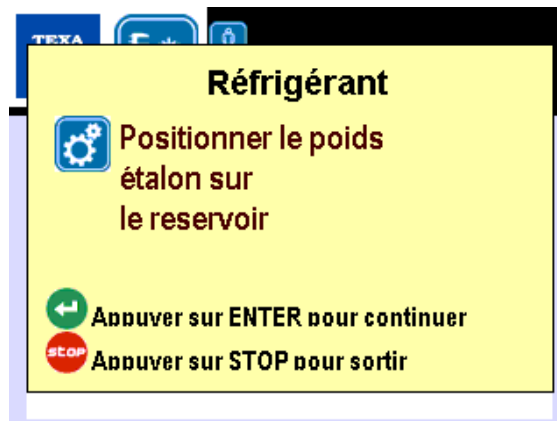 TEXA
Réfrigérant
Positionner le poids
étalon sur
le reservoir
Appuver sur ENTER pour continuer
stop Appuver sur STOP pour sortir